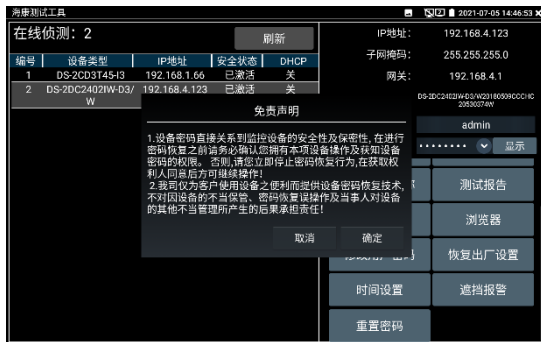 海康测试工具
2021-07-05 14:46:53
在线侦测：2
刷新
编号 设备类型 IP地址 安全状态 DHCP
1 DS-2CD3T45-I3 192.168.1.66 已激活 关
2 DS-2DC2402IW-D3/W 192.168.4.123 已激活 关
IP地址： 192.168.4.123
子网掩码： 255.255.255.0
网关： 192.168.4.1
DS-2DC2402IW-D3/W20180509CCCHC
20530374W
admin
显示
免责声明
1.设备密码直接关系到监控设备的安全性及保密性, 在进行
密码恢复之前请务必确认您拥有本项设备操作及获知设备
密码的权限。 否则,请您立即停止密码恢复行为,在获取权
利人同意后方可继续操作!
2.我司仅为客户使用设备之便利而提供设备密码恢复技术,
不对因设备的不当保管、密码恢复误操作及当事人对设备
的其他不当管理所产生的后果承担责任!
取消 确定
测试报告
浏览器
恢复出厂设置
时间设置 遮挡报警
重置密码